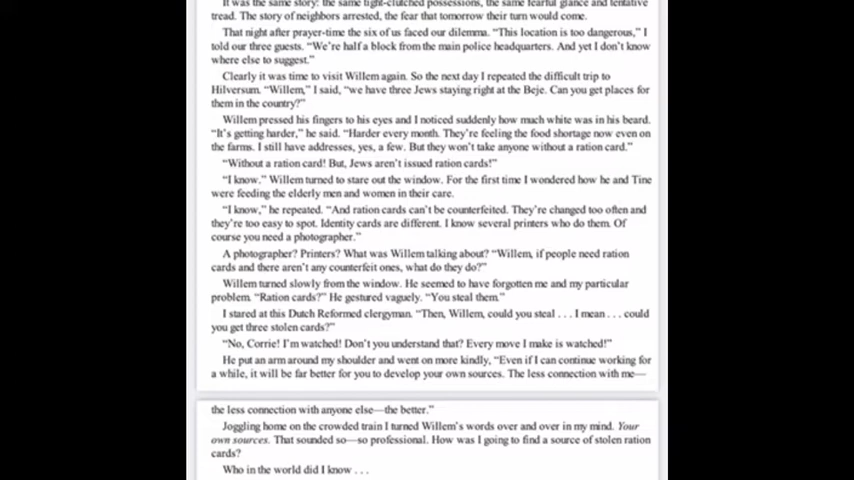 It was the same story: the same tight-clutched possessions, the same fearful glance and tentative
tread. The story of neighbors arrested, the fear that tomorrow their turn would come.
That night after prayer-time the six of us faced our dilemma. “This location is too dangerous,” I
told our three guests. “We’re half a block from the main police headquarters. And yet I don’t know
where else to suggest.”
Clearly it was time to visit Willem again. So the next day I repeated the difficult trip to
Hilversum. “Willem,” I said, “we have three Jews staying right at the Beje. Can you get places for
them in the country?”
Willem pressed his fingers to his eyes and I noticed suddenly how much white was in his beard.
“It’s getting harder,” he said. “Harder every month. They’re feeling the food shortage now even on
the farms. I still have addresses, yes, a few. But they won’t take anyone without a ration card.”
“Without a ration card! But, Jews aren’t issued ration cards!”
“I know.” Willem turned to stare out the window. For the first time I wondered how he and Tine
were feeding the elderly men and women in their care.
“I know,” he repeated. “And ration cards can’t be counterfeited. They’re changed too often and
they’re too easy to spot. Identity cards are different. I know several printers who do them. Of
course you need a photographer.”
A photographer? Printers? What was Willem talking about? “Willem, if people need ration
cards and there aren’t any counterfeit ones, what do they do?”
Willem turned slowly from the window. He seemed to have forgotten me and my particular
problem. “Ration cards?” He gestured vaguely. “You steal them.”
I stared at this Dutch Reformed clergyman. “Then, Willem, could you steal . . . I mean . . . could
you get three stolen cards?”
“No, Corrie! I’m watched! Don’t you understand that? Every move I make is watched!”
He put an arm around my shoulder and went on more kindly, “Even if I can continue working for
a while, it will be far better for you to develop your own sources. The less connection with me—
the less connection with anyone else—the better.”
Joggling home on the crowded train I turned Willem’s words over and over in my mind. Your
own sources. That sounded so—so professional. How was I going to find a source of stolen ration
cards?
Who in the world did I know . . .